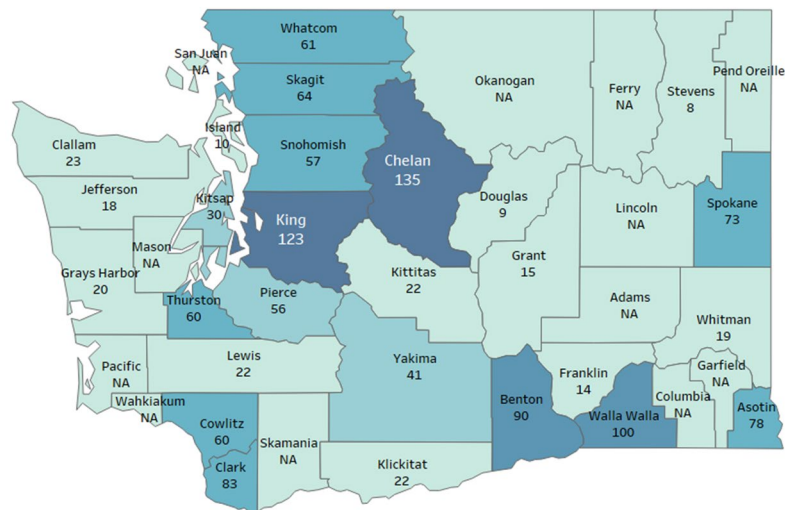 Whatcom
61
San Juan
NA
Skagit
64
Okanogan
NA
Ferry
NA
Stevens
8
Pend Oreille
NA
Island
10
Clallam
23
Snohomish
57
Chelan
135
Jefferson
18
Kitsap
30
Douglas
9
Lincoln
NA
Spokane
73
King
123
Mason
NA
Grays Harbor
20
Kittitas
22
Grant
15
Thurston
60
Pierce
56
Adams
NA
Whitman
19
Pacific
NA
Lewis
22
Yakima
41
Franklin
14
Garfield
NA
Wahkiakum
NA
Benton
90
Walla Walla
100
Columbia
NA
Asotin
78
Cowlitz
60
Skamania
NA
Clark
83
Klickitat
22